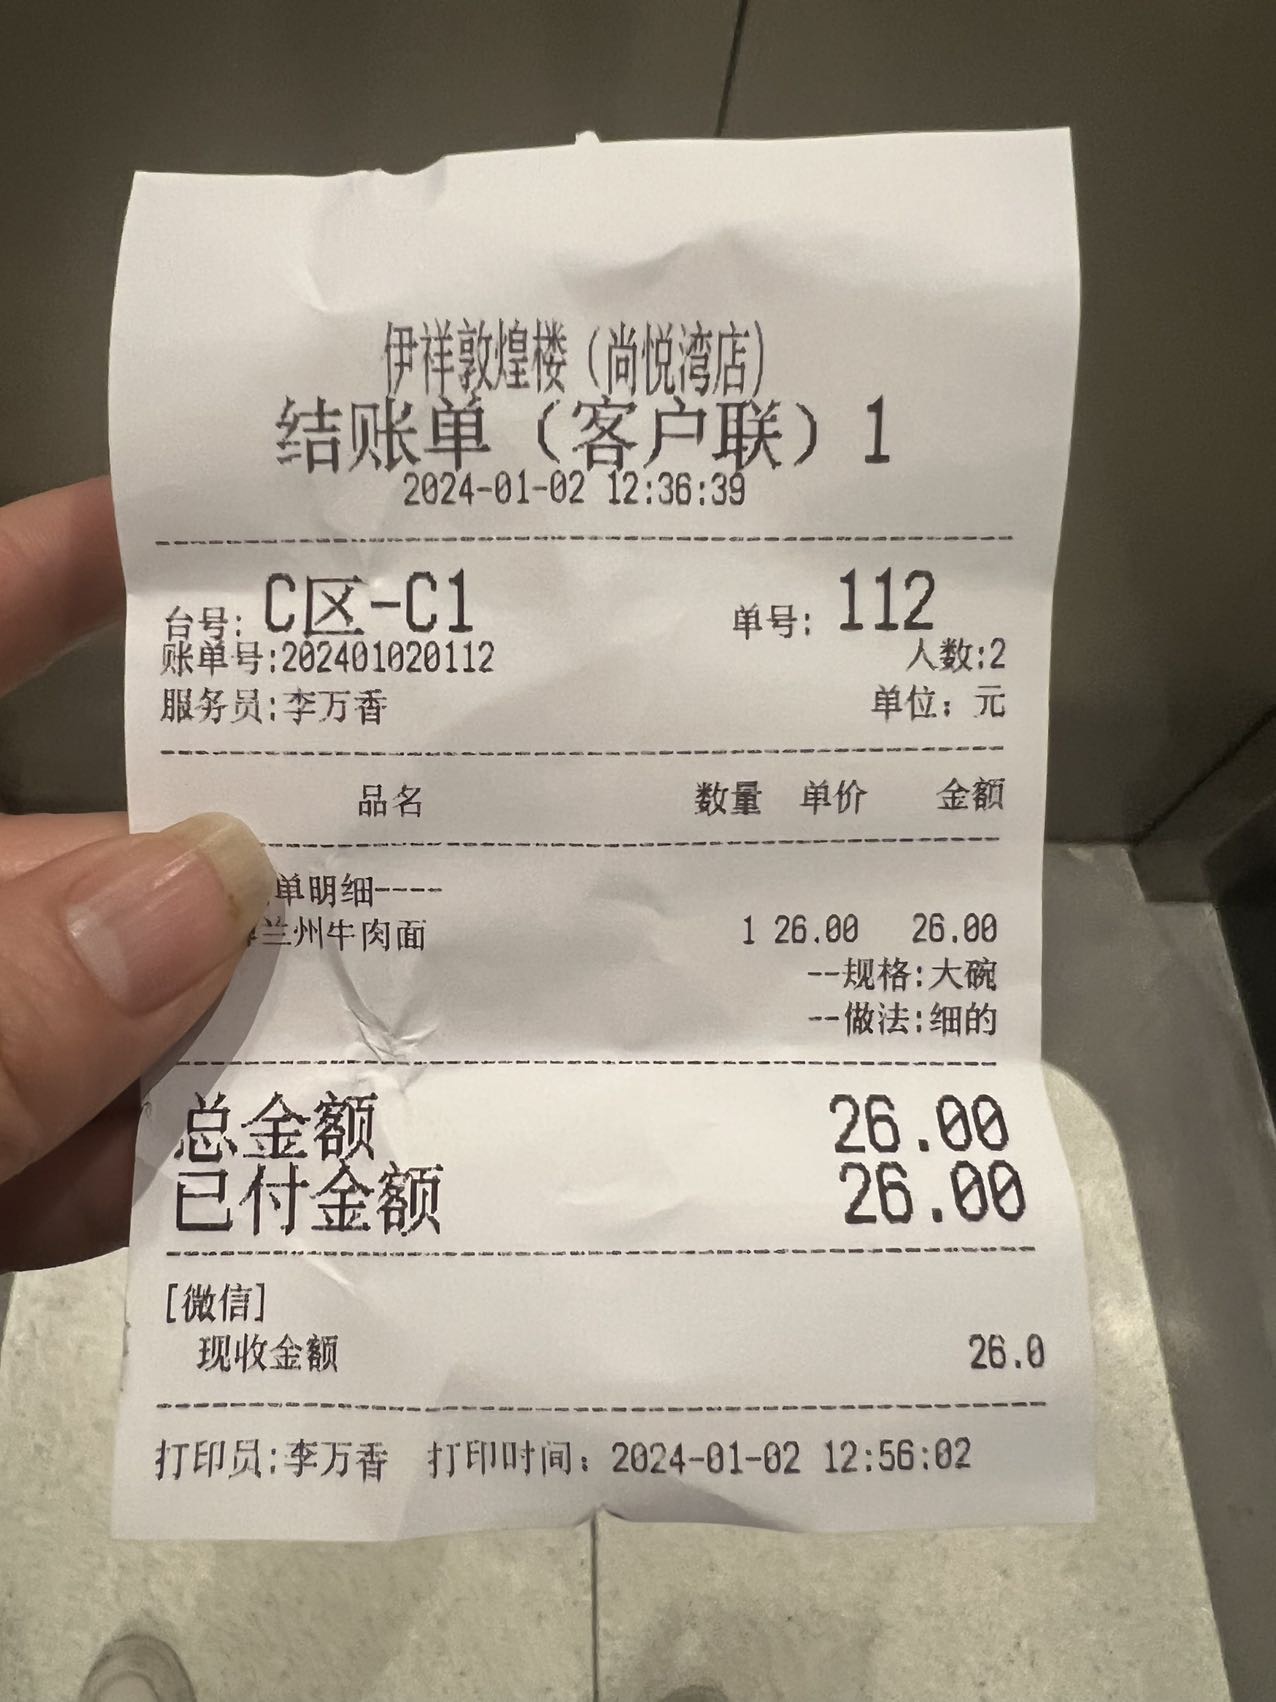 伊祥敦煌楼（尚悦湾店）
结账单（客户联）1
2024-01-02 12:36:39
台号: C区-C1 单号: 112
账单号:202401020112 人数:2
服务员:李万香 单位: 元
品名 数量 单价 金额
单明细----
兰州牛肉面 1 26.00 26.00
--规格:大碗
--做法:细的
总金额 26.00
已付金额 26.00
[微信]
现收金额 26.0
打印员:李万香 打印时间: 2024-01-02 12:56:02